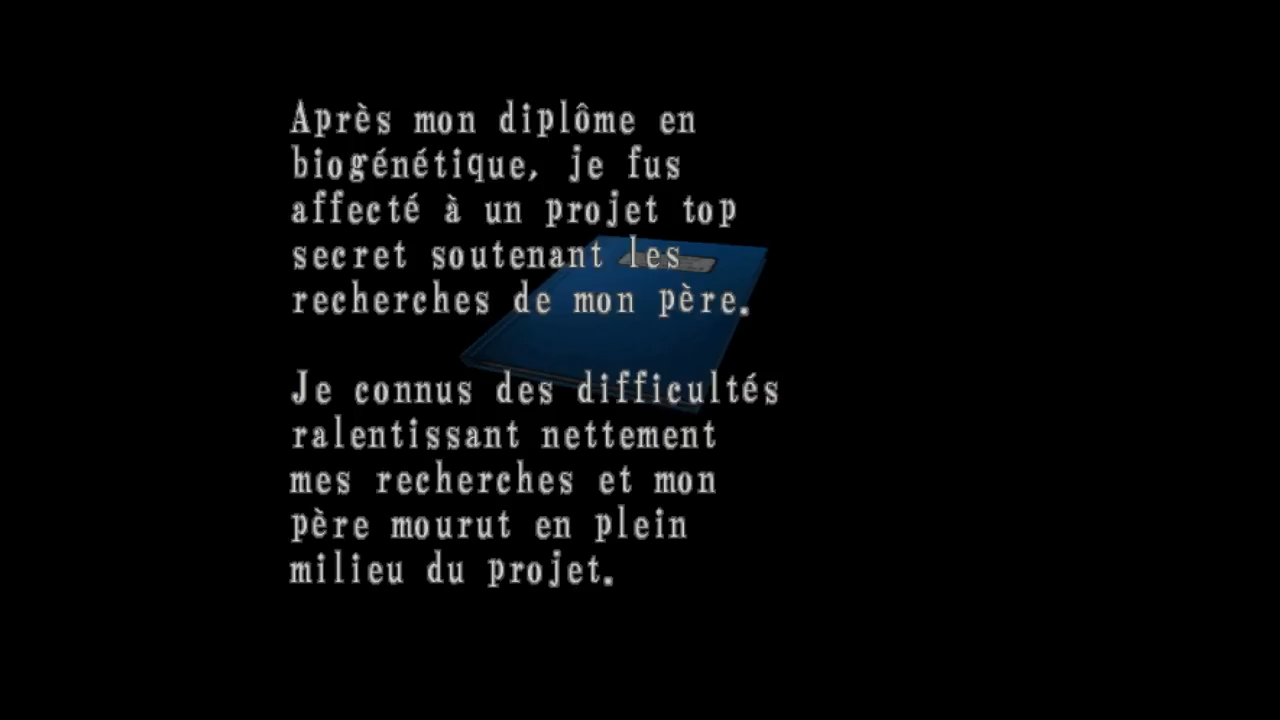 Après mon diplôme en
biogénétique, je fus
affecté à un projet top
secret soutenant les
recherches de mon père.
Je connus des difficultés
ralentissant nettement
mes recherches et mon
père mourut en plein
milieu du projet.